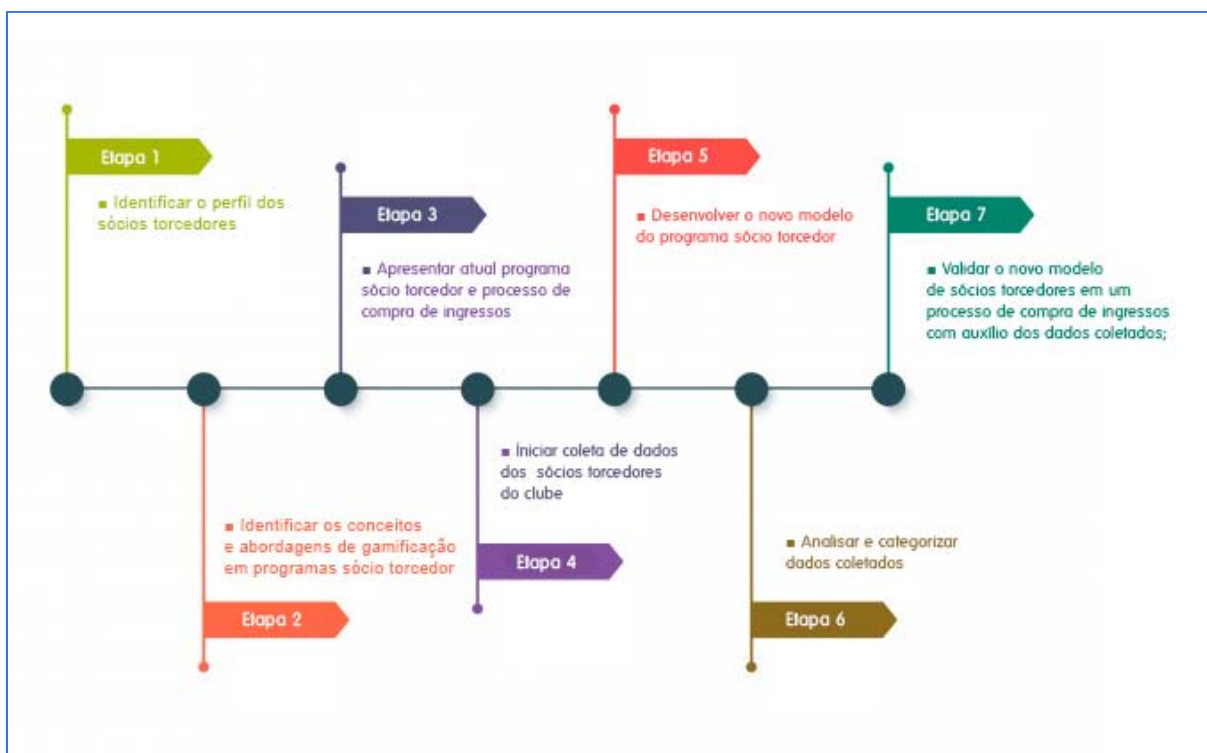 Etapa 1
■ Identificar o perfil dos
sócios torcedores
Etapa 2
■ Identificar os conceitos
e abordagens de gamificação
em programas sócio torcedor
Etapa 3
■ Apresentar atual programa
sócio torcedor e processo de
compra de ingressos
Etapa 4
■ Iniciar coleta de dados
dos sócios torcedores
do clube
Etapa 5
■ Desenvolver o novo modelo
do programa sócio torcedor
Etapa 6
■ Analisar e categorizar
dados coletados
Etapa 7
■ Validar o novo modelo
de sócios torcedores em um
processo de compra de ingressos
com auxílio dos dados coletados;